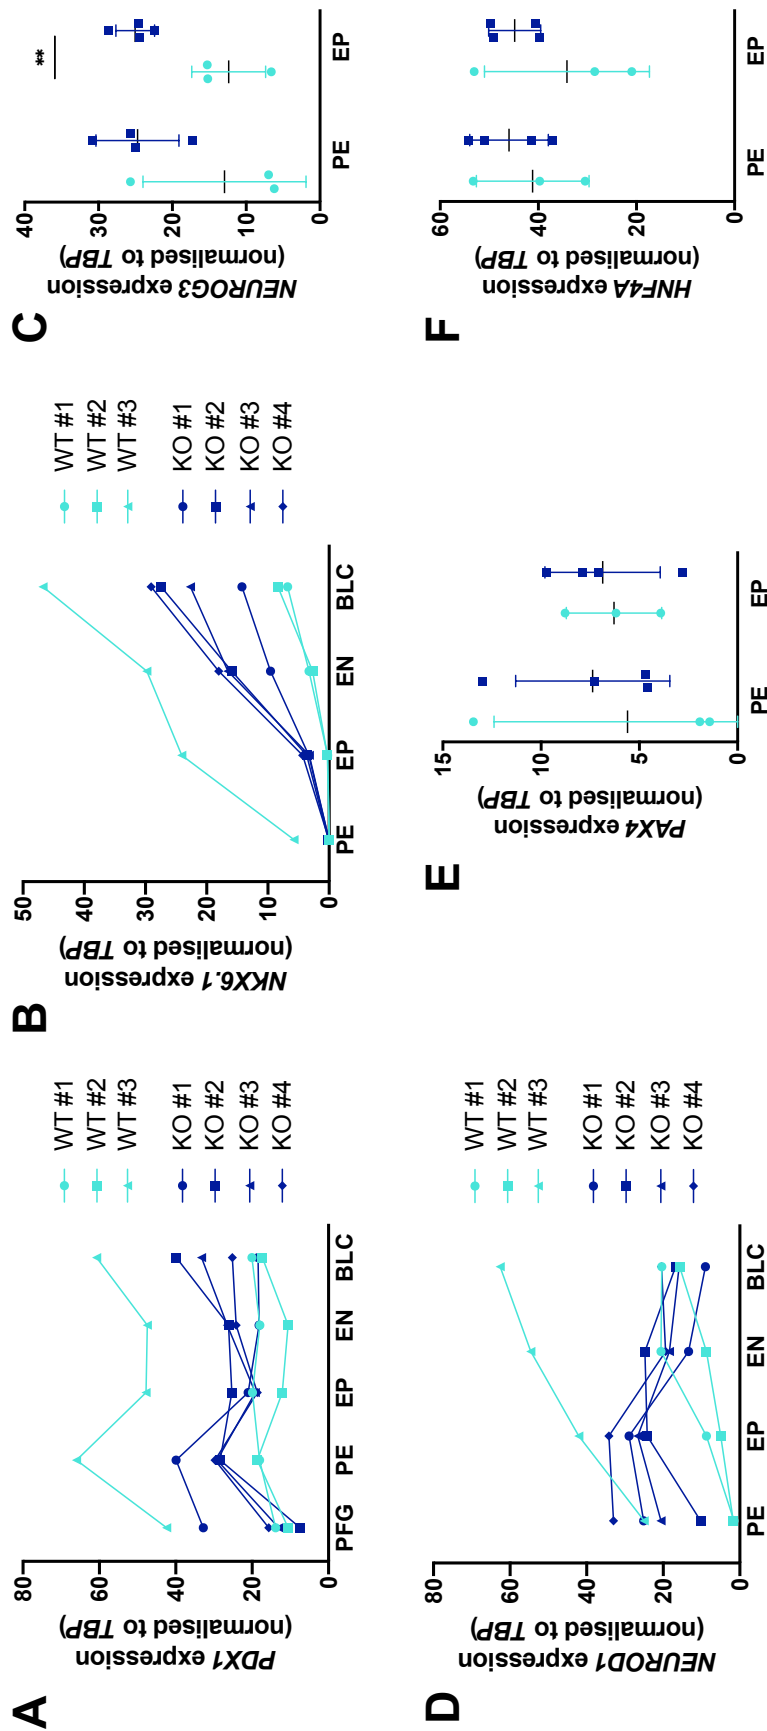 A
PDX1 expression
(normalised to TBP)
80
60
40
20
0
PFG
PE
EP
EN
BLC
WT #1
WT #2
WT #3
KO #1
KO #2
KO #3
KO #4
B
NKX6.1 expression
(normalised to TBP)
50
40
30
20
10
0
PE
EP
EN
BLC
WT #1
WT #2
WT #3
KO #1
KO #2
KO #3
KO #4
C
NEUROG3 expression
(normalised to TBP)
40
30
20
10
0
**
PE
EP
D
NEUROD1 expression
(normalised to TBP)
80
60
40
20
0
PE
EP
EN
BLC
WT #1
WT #2
WT #3
KO #1
KO #2
KO #3
KO #4
E
PAX4 expression
(normalised to TBP)
15
10
5
0
PE
EP
F
HNF4A expression
(normalised to TBP)
60
40
20
0
PE
EP